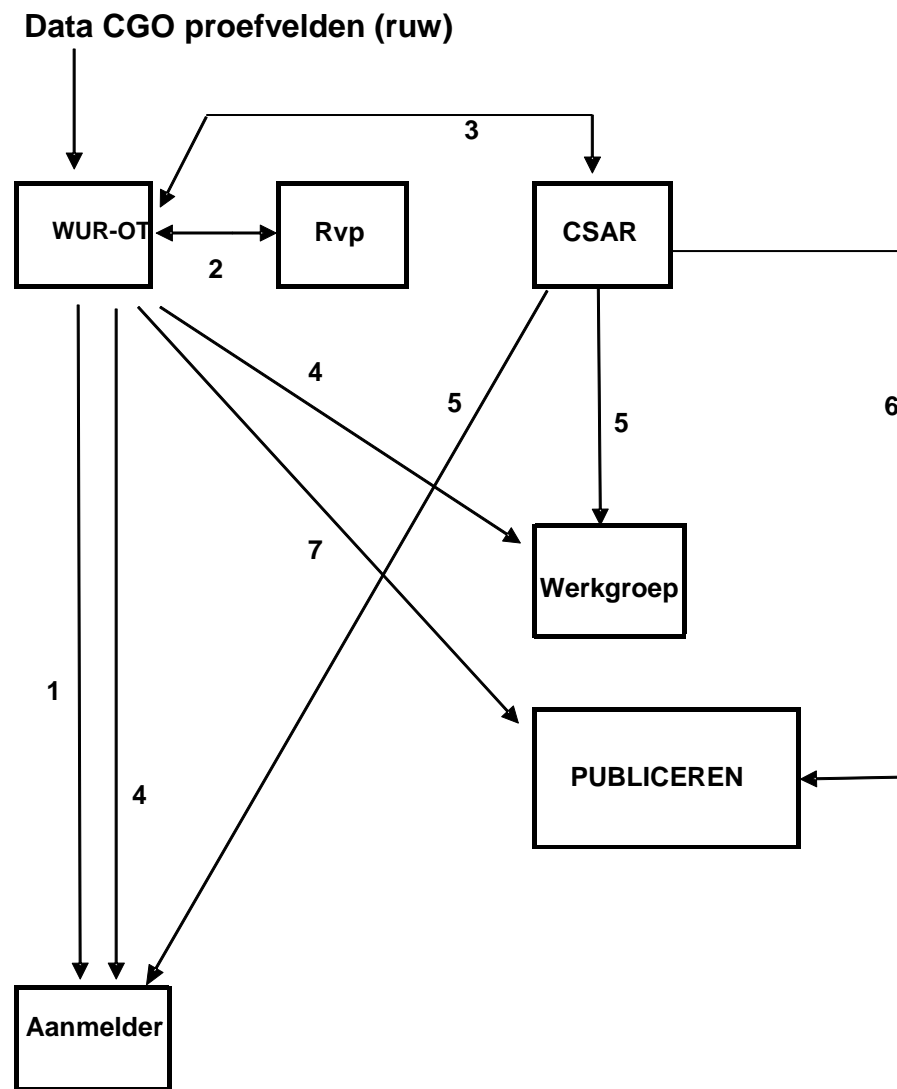 Data CGO proefvelden (ruw)
3
WUR-OT
Rvp
CSAR
2
4
5
5
6
7
Werkgroep
1
PUBLICEREN
4
Aanmelder